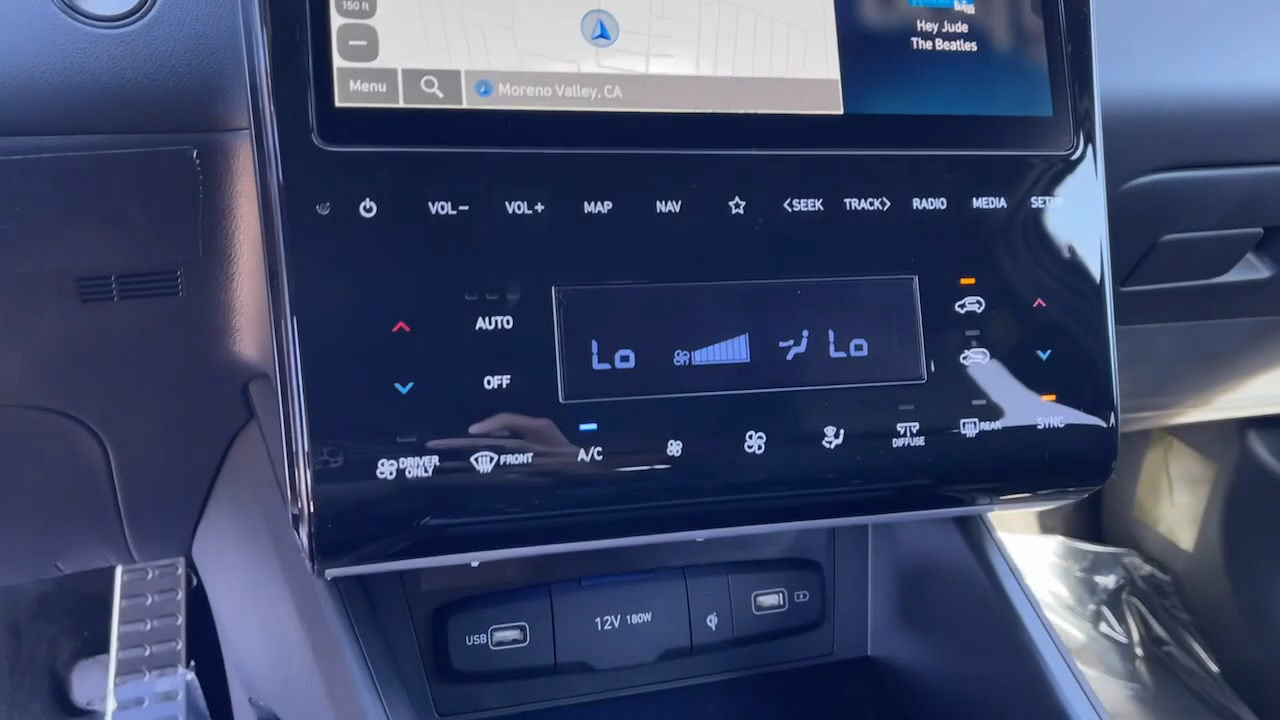 150 ft
Hey Jude
The Beatles
Menu
Moreno Valley, CA
VOL− VOL+ MAP NAV <SEEK TRACK> RADIO MEDIA
AUTO
Lo Lo
OFF
SYNC
DRIVER ONLY FRONT A/C DIFFUSE REAR
USB 12V 180W